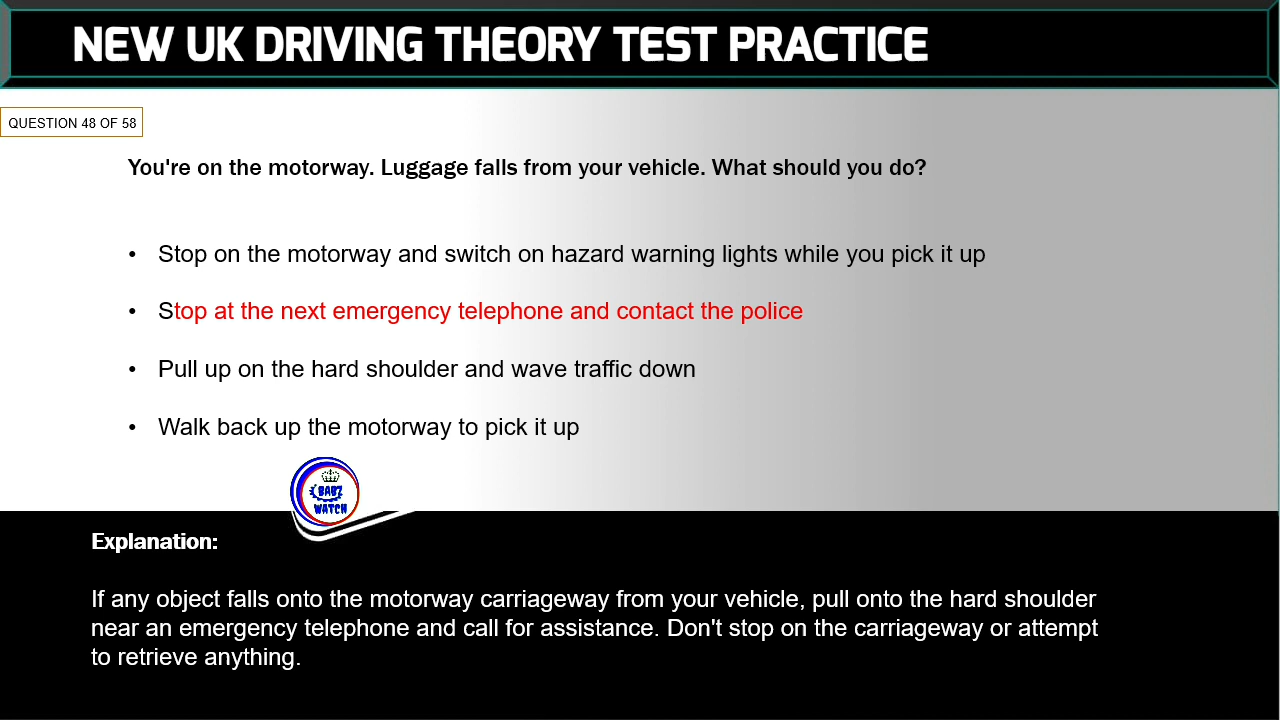 NEW UK DRIVING THEORY TEST PRACTICE
QUESTION 48 OF 58
You're on the motorway. Luggage falls from your vehicle. What should you do?
• Stop on the motorway and switch on hazard warning lights while you pick it up
• Stop at the next emergency telephone and contact the police
• Pull up on the hard shoulder and wave traffic down
• Walk back up the motorway to pick it up
BABZ
WATCH
Explanation:
If any object falls onto the motorway carriageway from your vehicle, pull onto the hard shoulder
near an emergency telephone and call for assistance. Don't stop on the carriageway or attempt
to retrieve anything.